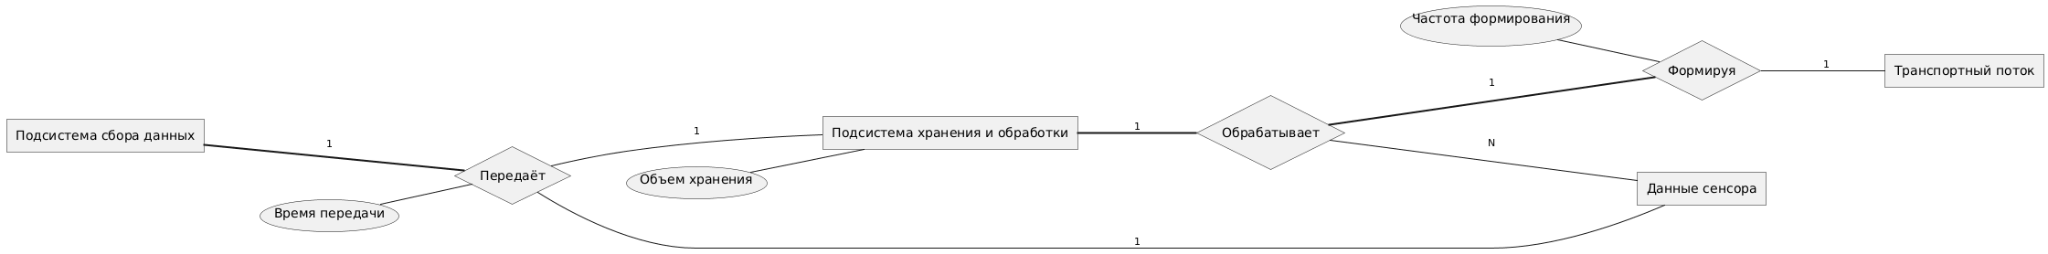 Частота формирования
Формируя
1
Транспортный поток
1
Подсистема сбора данных
1
Передаёт
Время передачи
1
Подсистема хранения и обработки
Объем хранения
1
Обрабатывает
N
Данные сенсора
1